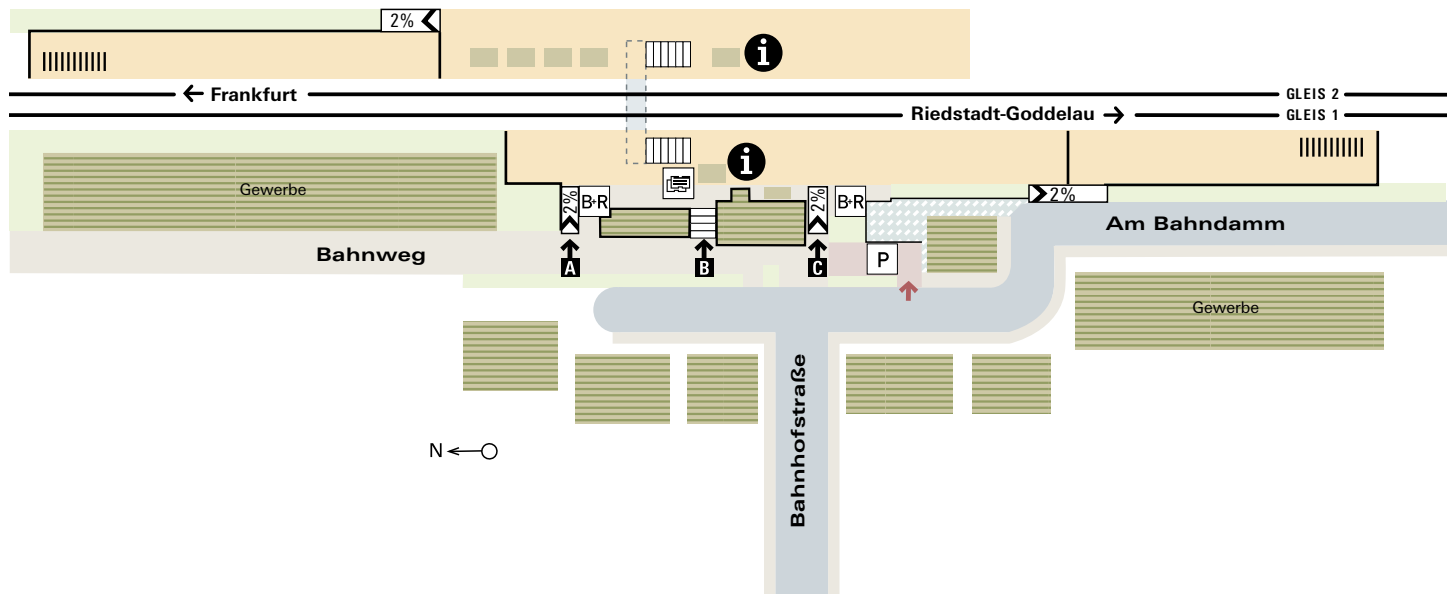 2%
Frankfurt
GLEIS 2
Riedstadt-Goddelau
GLEIS 1
Gewerbe
2%
B+R
2%
B+R
2%
Am Bahndamm
Bahnweg
A
B
C
P
Gewerbe
Bahnhofstraße
N